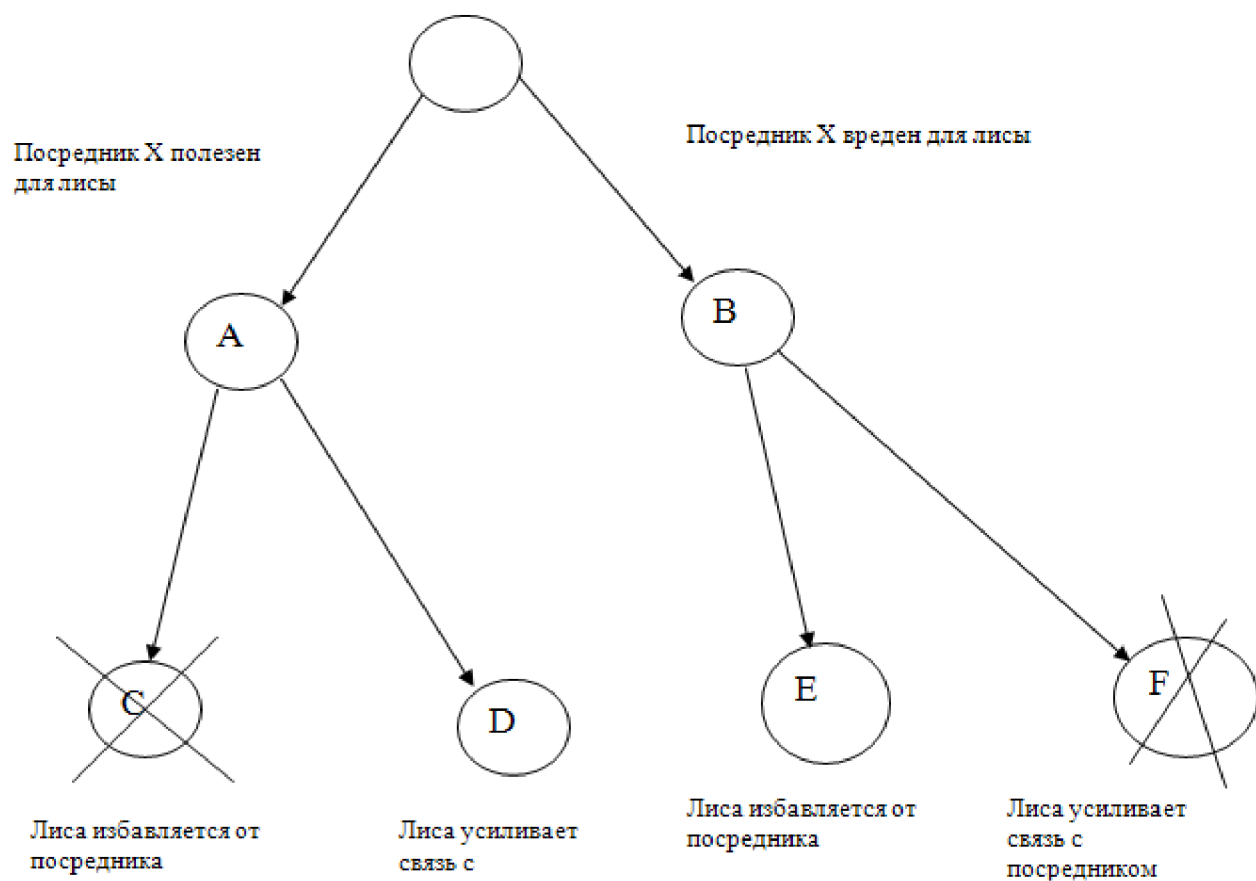 Посредник X полезен
для лисы
Посредник X вреден для лисы
A
B
C
D
E
F
Лиса избавляется от
посредника
Лиса усиливает
связь с
Лиса избавляется от
посредника
Лиса усиливает
связь с
посредником